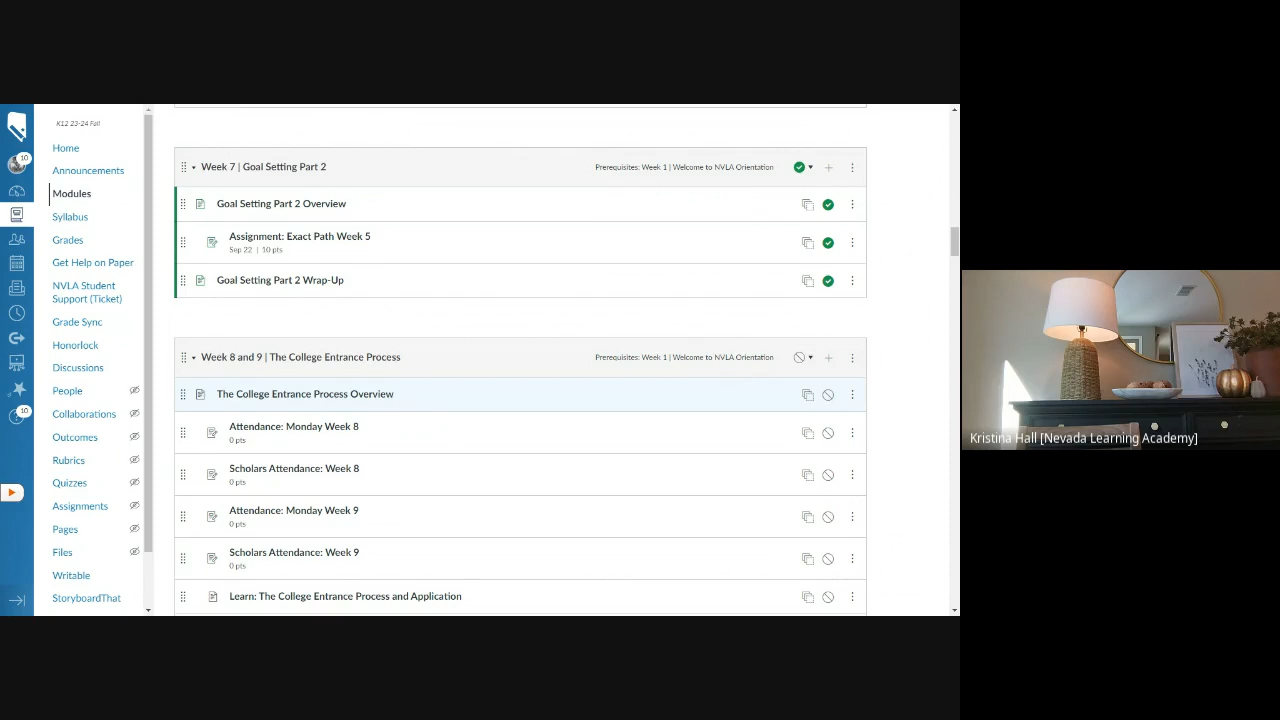 K12 23-24 Fall
10
Home
Announcements
Modules
Syllabus
Grades
Get Help on Paper
NVLA Student
Support (Ticket)
Grade Sync
Honorlock
Discussions
People
Collaborations
Outcomes
Rubrics
10
Quizzes
Assignments
Pages
Files
Writable
StoryboardThat
Week 7 | Goal Setting Part 2
Prerequisites: Week 1 | Welcome to NVLA Orientation
Goal Setting Part 2 Overview
Assignment: Exact Path Week 5
Sep 22 | 10 pts
Goal Setting Part 2 Wrap-Up
Week 8 and 9 | The College Entrance Process
Prerequisites: Week 1 | Welcome to NVLA Orientation
The College Entrance Process Overview
Attendance: Monday Week 8
0 pts
Scholars Attendance: Week 8
0 pts
Attendance: Monday Week 9
0 pts
Scholars Attendance: Week 9
0 pts
Learn: The College Entrance Process and Application
Kristina Hall [Nevada Learning Academy]